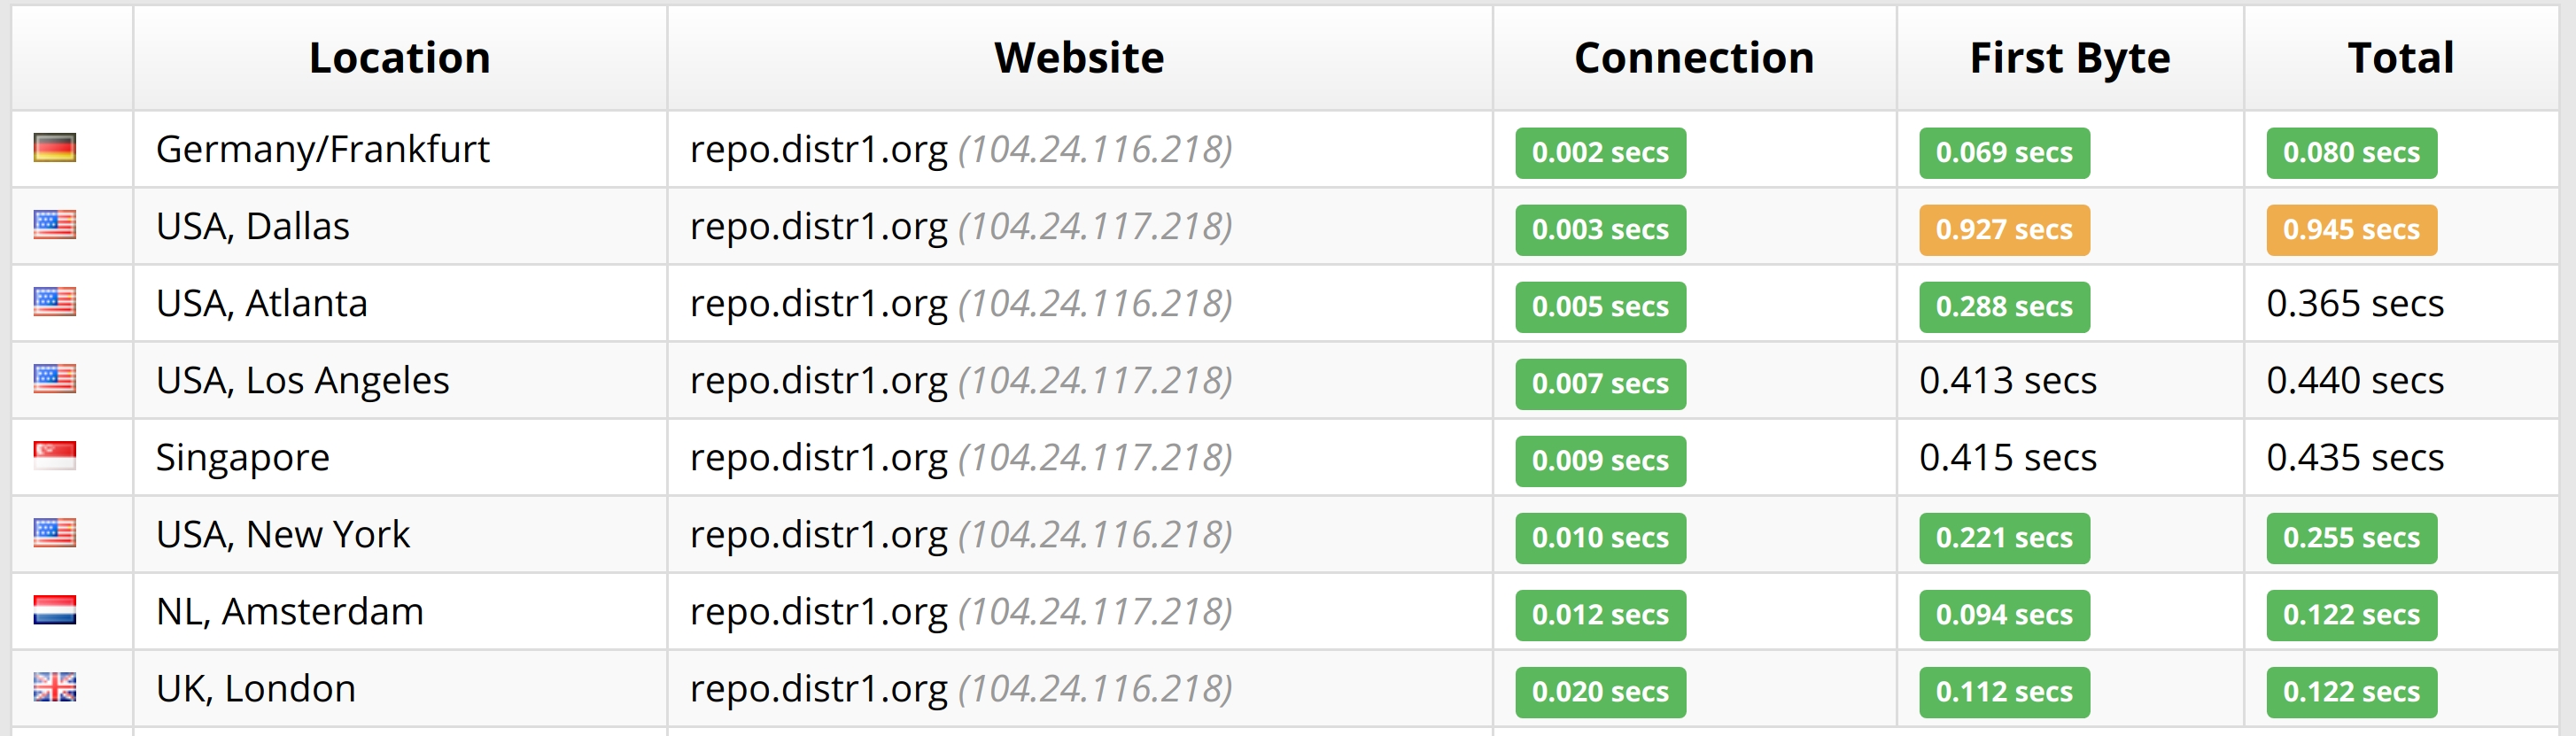 Location Website Connection First Byte Total
Germany/Frankfurt repo.distr1.org (104.24.116.218) 0.002 secs 0.069 secs 0.080 secs
USA, Dallas repo.distr1.org (104.24.117.218) 0.003 secs 0.927 secs 0.945 secs
USA, Atlanta repo.distr1.org (104.24.116.218) 0.005 secs 0.288 secs 0.365 secs
USA, Los Angeles repo.distr1.org (104.24.117.218) 0.007 secs 0.413 secs 0.440 secs
Singapore repo.distr1.org (104.24.117.218) 0.009 secs 0.415 secs 0.435 secs
USA, New York repo.distr1.org (104.24.116.218) 0.010 secs 0.221 secs 0.255 secs
NL, Amsterdam repo.distr1.org (104.24.117.218) 0.012 secs 0.094 secs 0.122 secs
UK, London repo.distr1.org (104.24.116.218) 0.020 secs 0.112 secs 0.122 secs